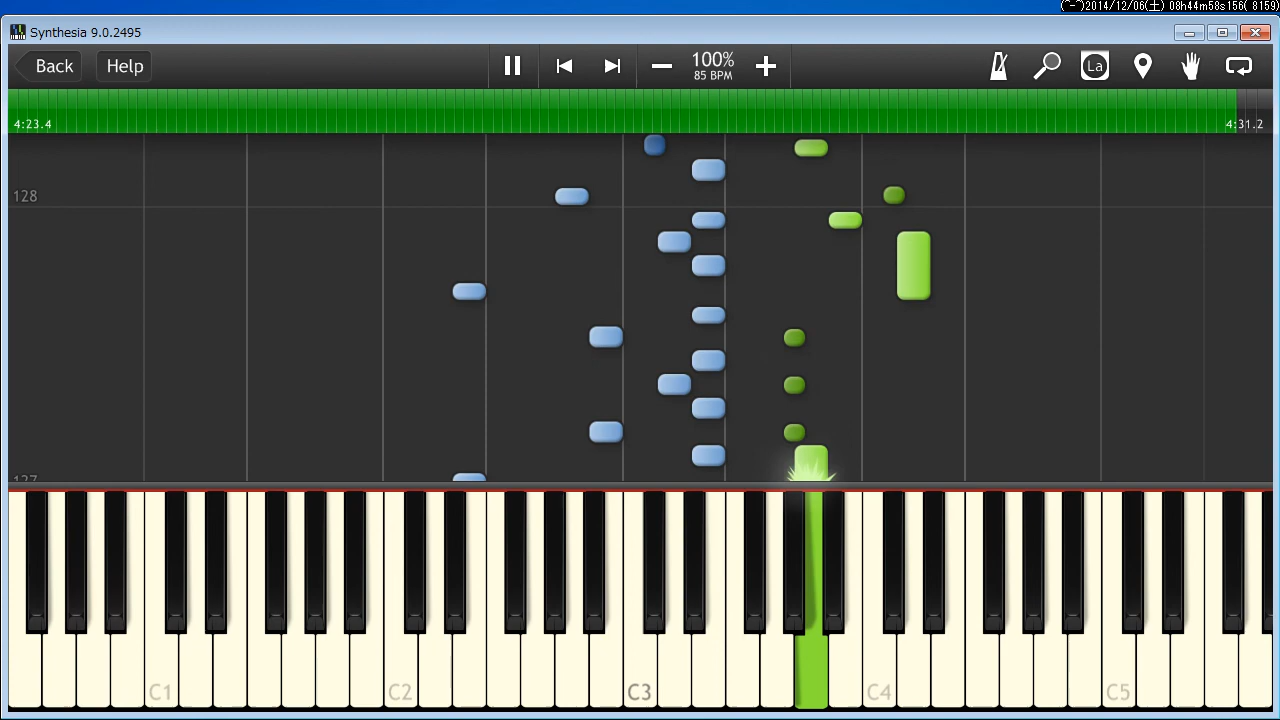 (^-^)2014/12/06(土) 08h44m58s156( 8159)
Synthesia 9.0.2495
Back Help 100% La
85 BPM
4:23.4 4:31.2
128
127
C1 C2 C3 C4 C5